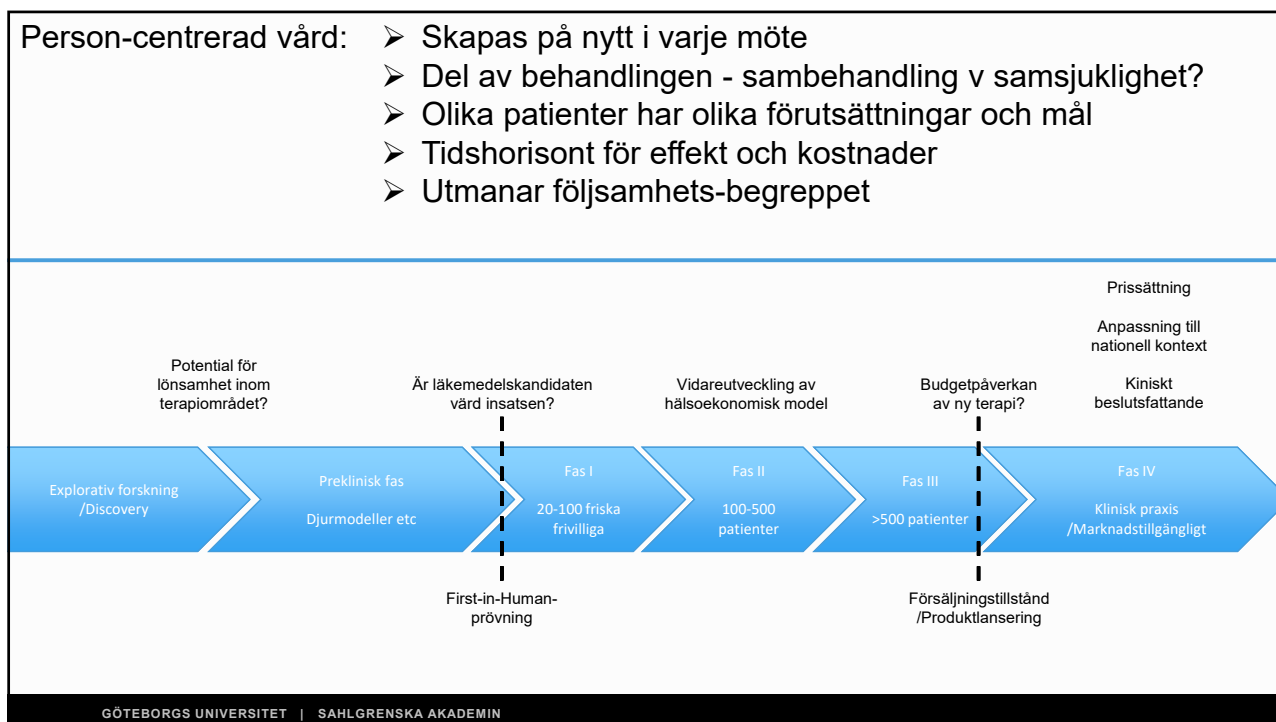 Person-centrerad vård:
➢ Skapas på nytt i varje möte
➢ Del av behandlingen - sambehandling v samsjuklighet?
➢ Olika patienter har olika förutsättningar och mål
➢ Tidshorisont för effekt och kostnader
➢ Utmanar följsamhets-begreppet
Prissättning
Anpassning till
nationell kontext
Kiniskt
beslutsfattande
Potential för
lönsamhet inom
terapiområdet?
Är läkemedelskandidaten
värd insatsen?
Vidareutveckling av
hälsoekonomisk model
Budgetpåverkan
av ny terapi?
Explorativ forskning
/Discovery
Preklinisk fas
Djurmodeller etc
Fas I
20-100 friska
frivilliga
Fas II
100-500
patienter
Fas III
>500 patienter
Fas IV
Klinisk praxis
/Marknadstillgängligt
First-in-Human-
prövning
Försäljningstillstånd
/Produktlansering
GÖTEBORGS UNIVERSITET | SAHLGRENSKA AKADEMIN